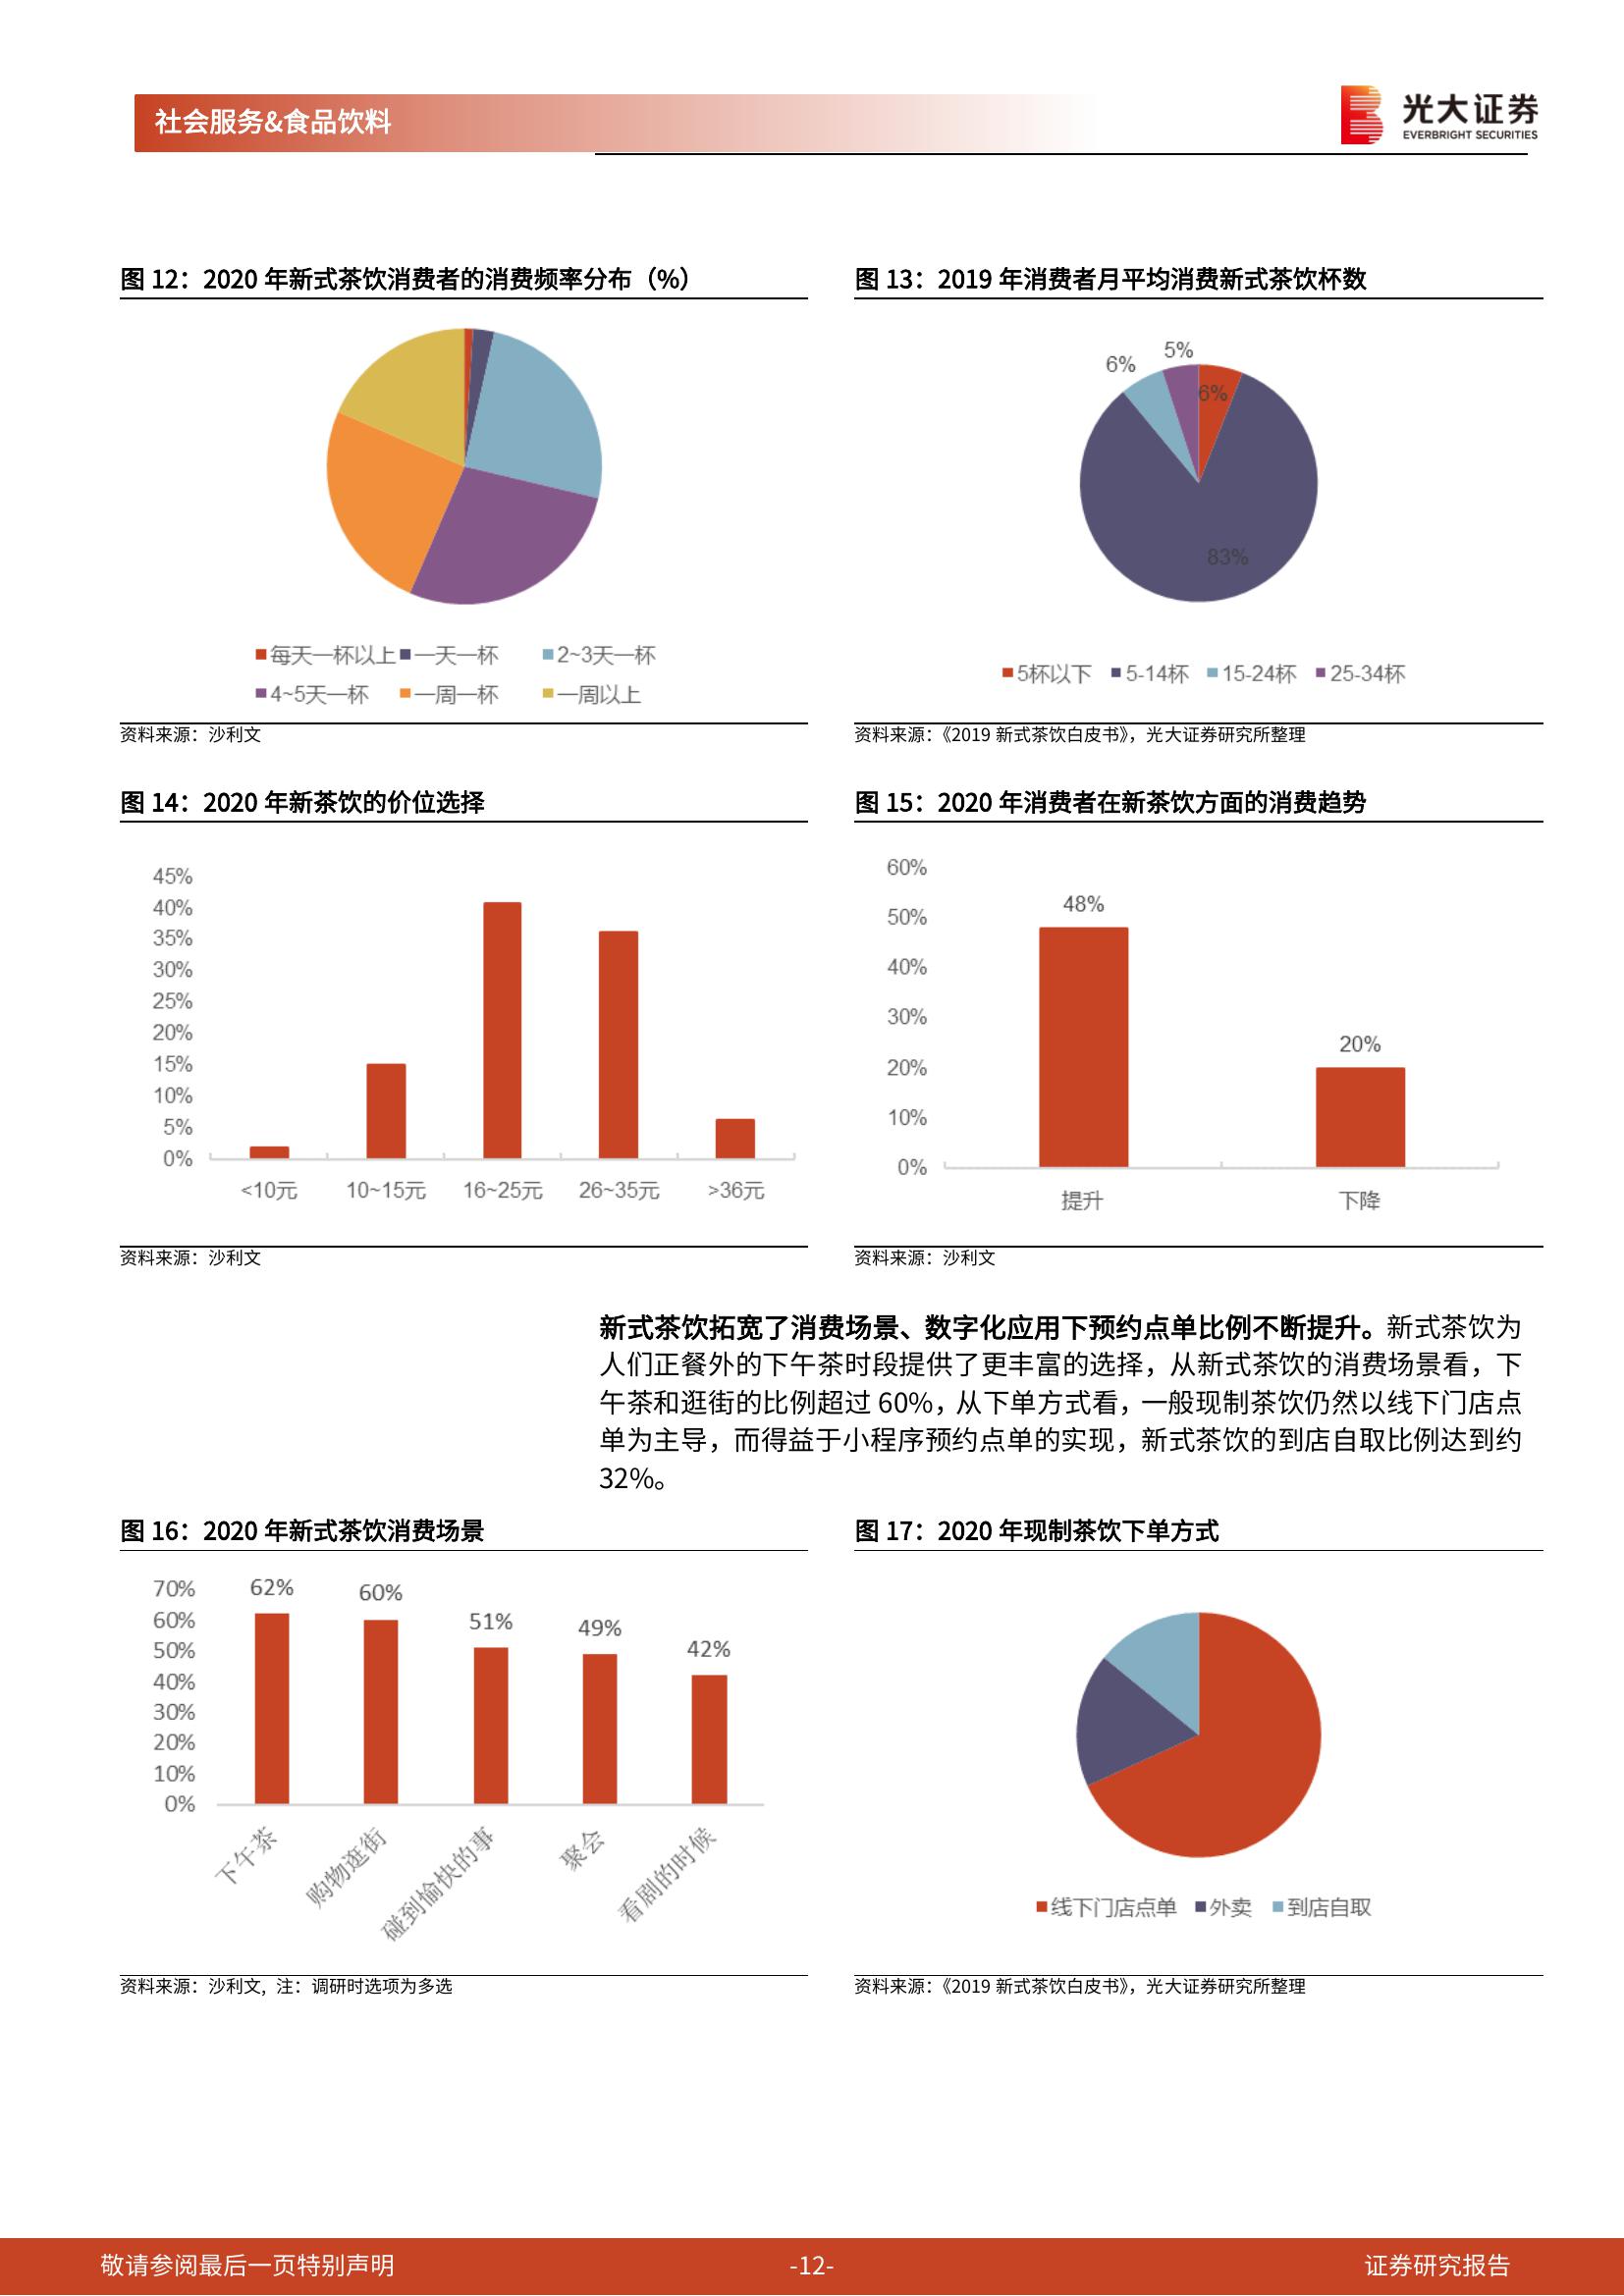 社会服务&食品饮料
光大证券
EVERBRIGHT SECURITIES
图 12：2020 年新式茶饮消费者的消费频率分布（%）
每天一杯以上 一天一杯 2~3天一杯
4~5天一杯 一周一杯 一周以上
资料来源：沙利文
图 13：2019 年消费者月平均消费新式茶饮杯数
5%
6%
6%
83%
5杯以下 5-14杯 15-24杯 25-34杯
资料来源：《2019 新式茶饮白皮书》，光大证券研究所整理
图 14：2020 年新茶饮的价位选择
45%
40%
35%
30%
25%
20%
15%
10%
5%
0%
<10元 10~15元 16~25元 26~35元 >36元
资料来源：沙利文
图 15：2020 年消费者在新茶饮方面的消费趋势
60%
50%
40%
30%
20%
10%
0%
48%
20%
提升 下降
资料来源：沙利文
新式茶饮拓宽了消费场景、数字化应用下预约点单比例不断提升。新式茶饮为
人们正餐外的下午茶时段提供了更丰富的选择，从新式茶饮的消费场景看，下
午茶和逛街的比例超过 60%，从下单方式看，一般现制茶饮仍然以线下门店点
单为主导，而得益于小程序预约点单的实现，新式茶饮的到店自取比例达到约
32%。
图 16：2020 年新式茶饮消费场景
70%
60%
50%
40%
30%
20%
10%
0%
62%
60%
51%
49%
42%
下午茶
购物逛街
碰到愉快的事
聚会
看剧的时候
资料来源：沙利文, 注：调研时选项为多选
图 17：2020 年现制茶饮下单方式
线下门店点单 外卖 到店自取
资料来源：《2019 新式茶饮白皮书》，光大证券研究所整理
敬请参阅最后一页特别声明
-12-
证券研究报告